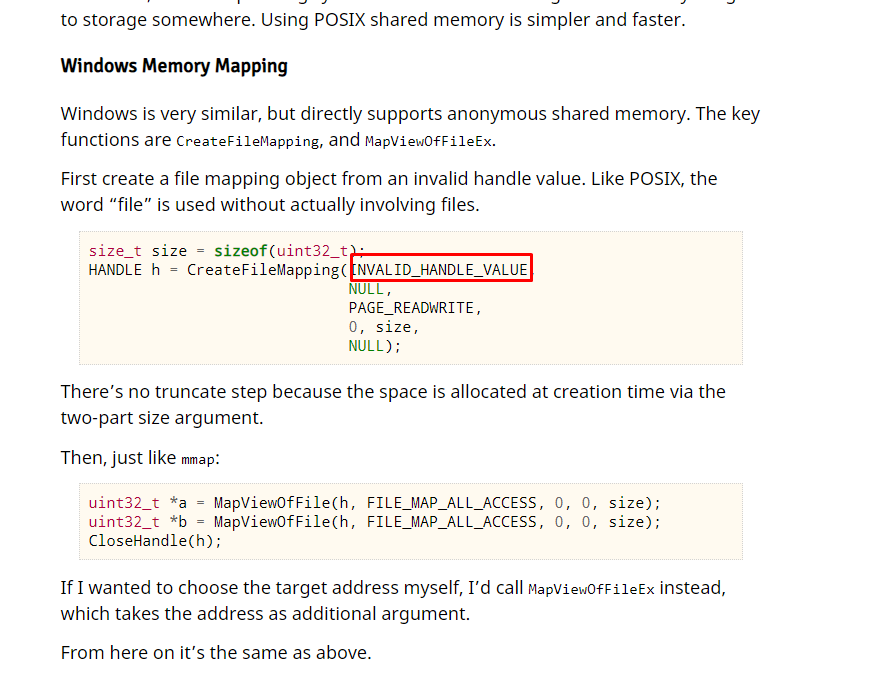 to storage somewhere. Using POSIX shared memory is simpler and faster.
Windows Memory Mapping
Windows is very similar, but directly supports anonymous shared memory. The key
functions are CreateFileMapping, and MapViewOfFileEx.
First create a file mapping object from an invalid handle value. Like POSIX, the
word “file” is used without actually involving files.
size_t size = sizeof(uint32_t);
HANDLE h = CreateFileMapping(INVALID_HANDLE_VALUE,
NULL,
PAGE_READWRITE,
0, size,
NULL);
There’s no truncate step because the space is allocated at creation time via the
two-part size argument.
Then, just like mmap:
uint32_t *a = MapViewOfFile(h, FILE_MAP_ALL_ACCESS, 0, 0, size);
uint32_t *b = MapViewOfFile(h, FILE_MAP_ALL_ACCESS, 0, 0, size);
CloseHandle(h);
If I wanted to choose the target address myself, I’d call MapViewOfFileEx instead,
which takes the address as additional argument.
From here on it’s the same as above.